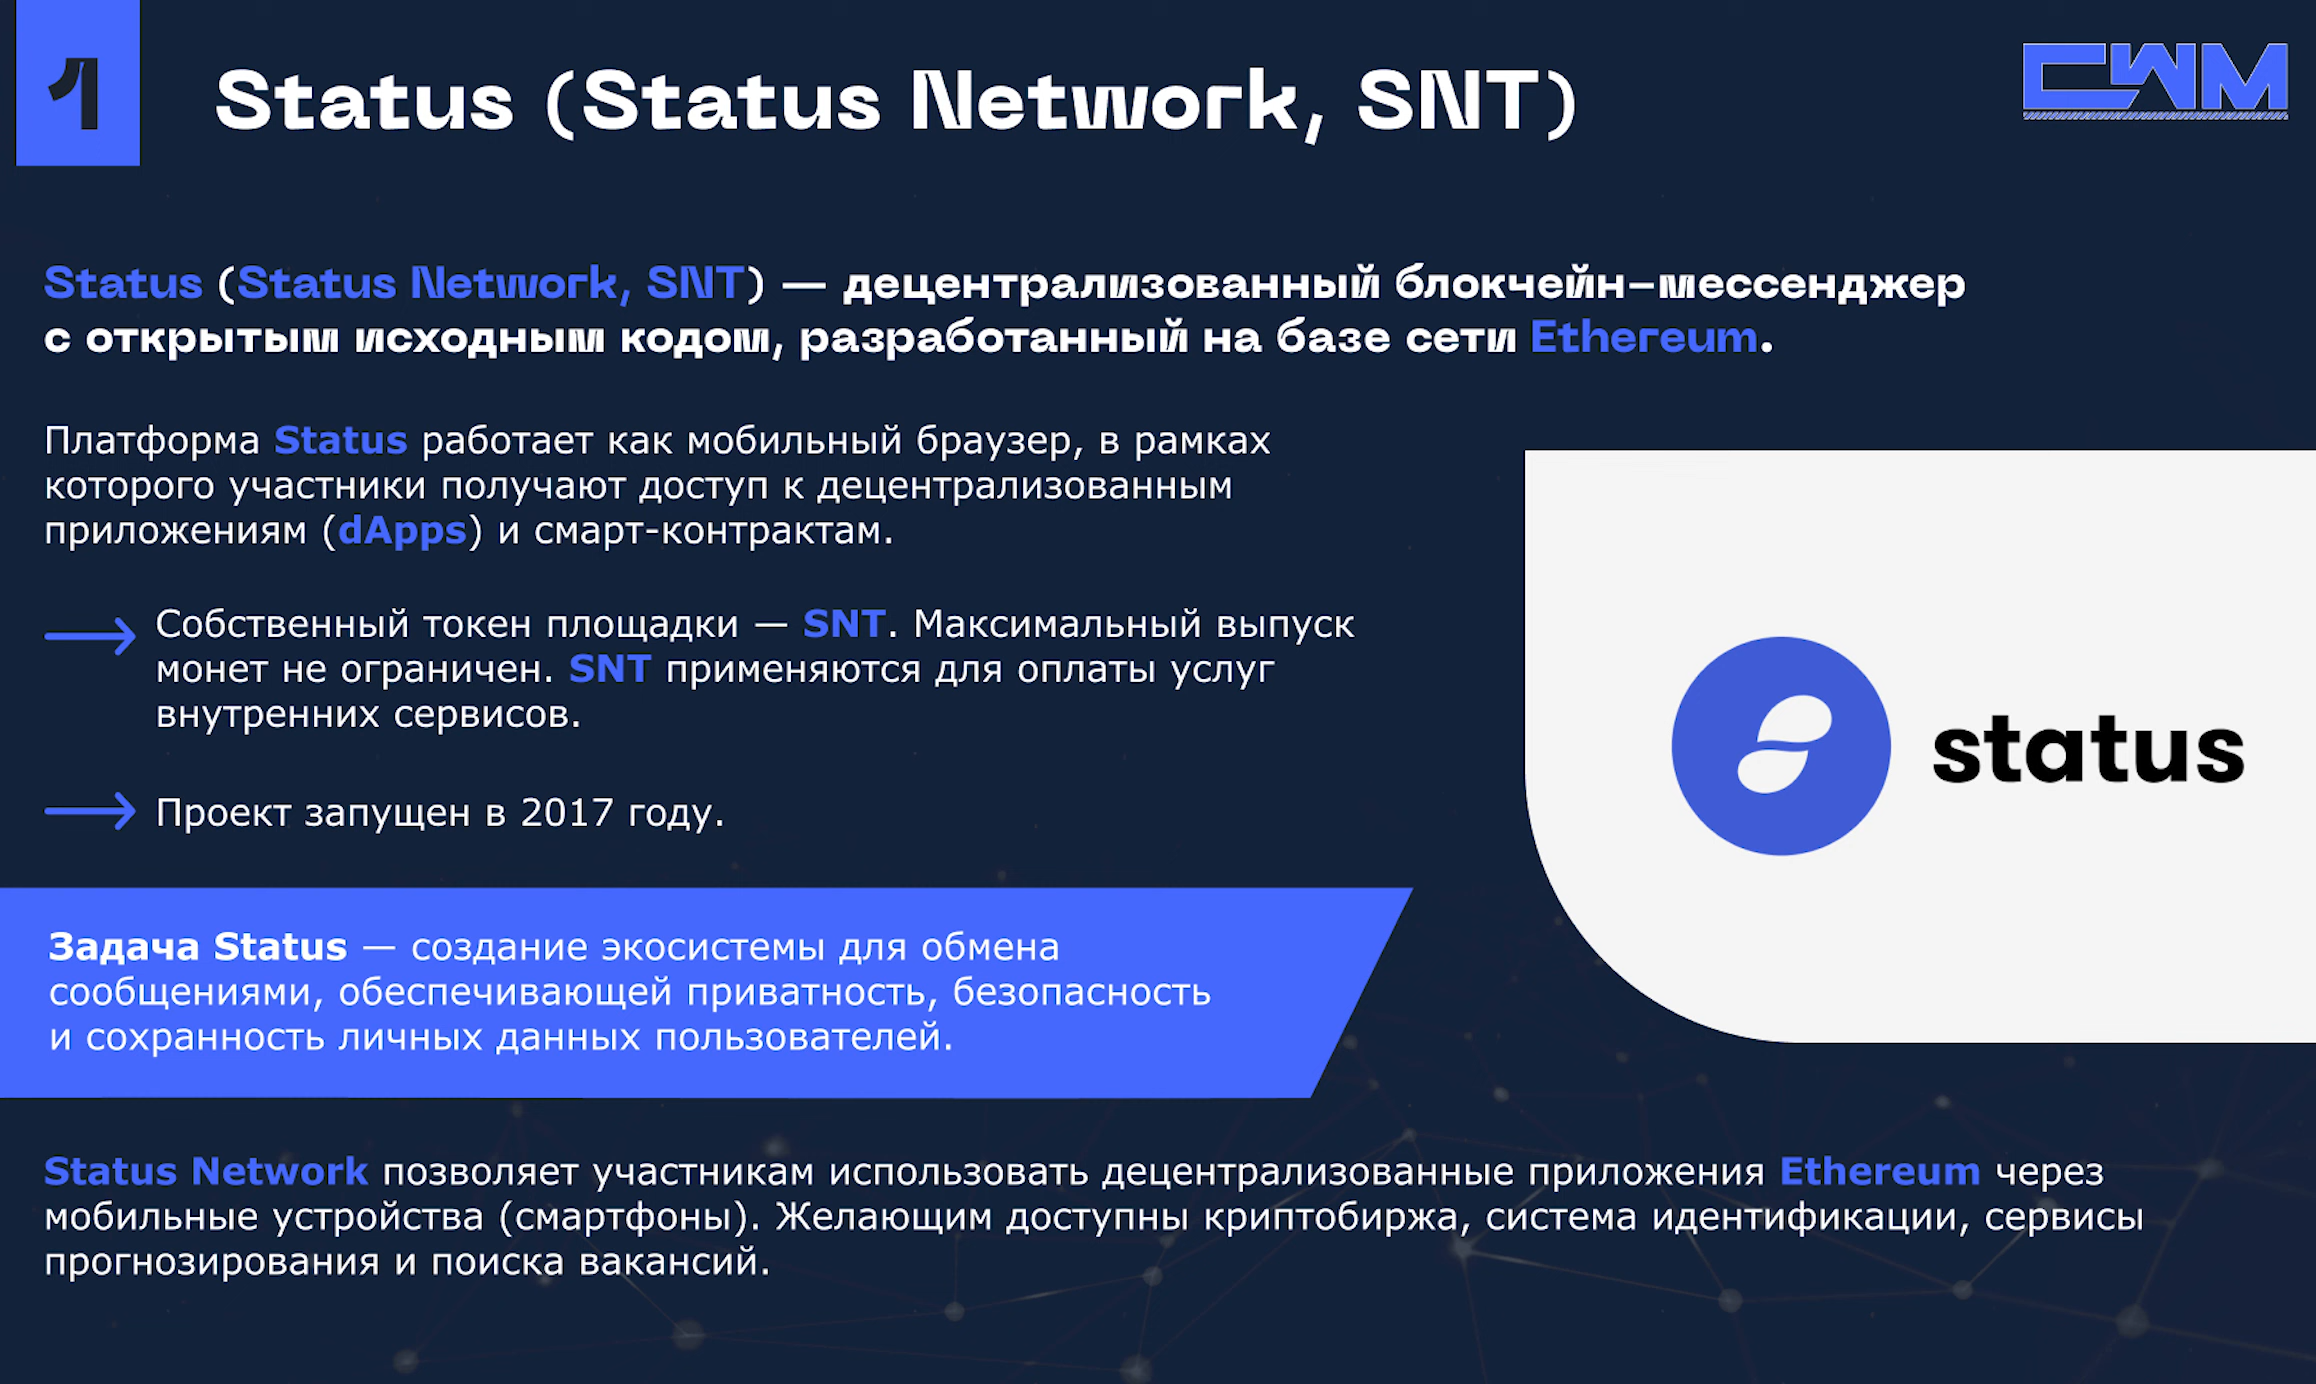 1
Status (Status Network, SNT)
CWM
Status (Status Network, SNT) — децентрализованный блокчейн-мессенджер
с открытым исходным кодом, разработанный на базе сети Ethereum.
Платформа Status работает как мобильный браузер, в рамках
которого участники получают доступ к децентрализованным
приложениям (dApps) и смарт-контрактам.
Собственный токен площадки — SNT. Максимальный выпуск
монет не ограничен. SNT применяются для оплаты услуг
внутренних сервисов.
Проект запущен в 2017 году.
status
Задача Status — создание экосистемы для обмена
сообщениями, обеспечивающей приватность, безопасность
и сохранность личных данных пользователей.
Status Network позволяет участникам использовать децентрализованные приложения Ethereum через
мобильные устройства (смартфоны). Желающим доступны криптобиржа, система идентификации, сервисы
прогнозирования и поиска вакансий.